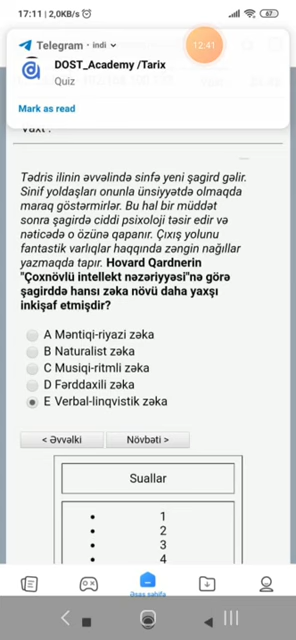 17:11 | 2,0KB/s
67
Telegram • indi
12:41
DOST_Academy /Tarix
Quiz
Mark as read
Tədris ilinin əvvəlində sinfə yeni şagird gəlir.
Sinif yoldaşları onunla ünsiyyətdə olmaqda
maraq göstərmirlər. Bu hal bir müddət
sonra şagirdə ciddi psixoloji təsir edir və
nəticədə o özünə qapanır. Çıxış yolunu
fantastik varlıqlar haqqında zəngin nağıllar
yazmaqda tapır. Hovard Qardnerin
"Çoxnövlü intellekt nəzəriyyəsi"nə görə
şagirddə hansı zəka növü daha yaxşı
inkişaf etmişdir?
A Məntiqi-riyazi zəka
B Naturalist zəka
C Musiqi-ritmli zəka
D Fərddaxili zəka
E Verbal-linqvistik zəka
< Əvvəlki
Növbəti >
Suallar
• 1
• 2
• 3
• 4
Əsas səhifə